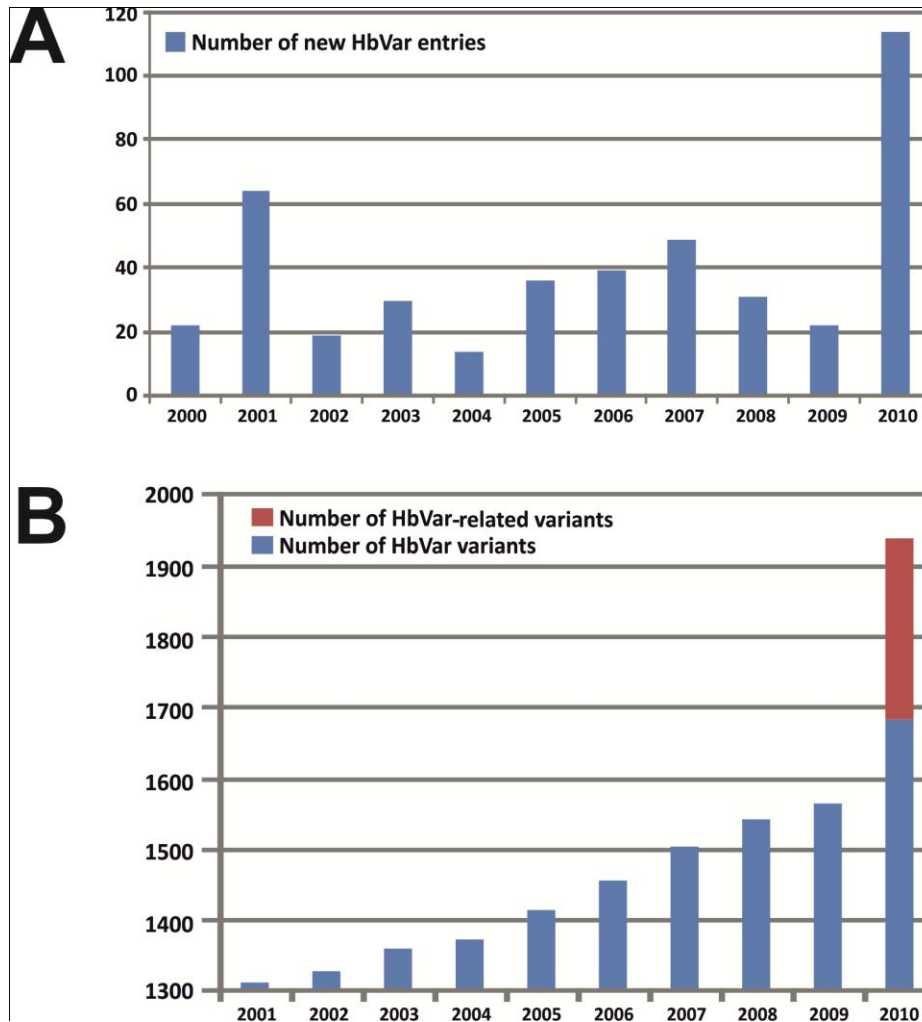 A
120
Number of new HbVar entries
100
80
60
40
20
0
2000 2001 2002 2003 2004 2005 2006 2007 2008 2009 2010
B
2000
Number of HbVar-related variants
Number of HbVar variants
1900
1800
1700
1600
1500
1400
1300
2001 2002 2003 2004 2005 2006 2007 2008 2009 2010